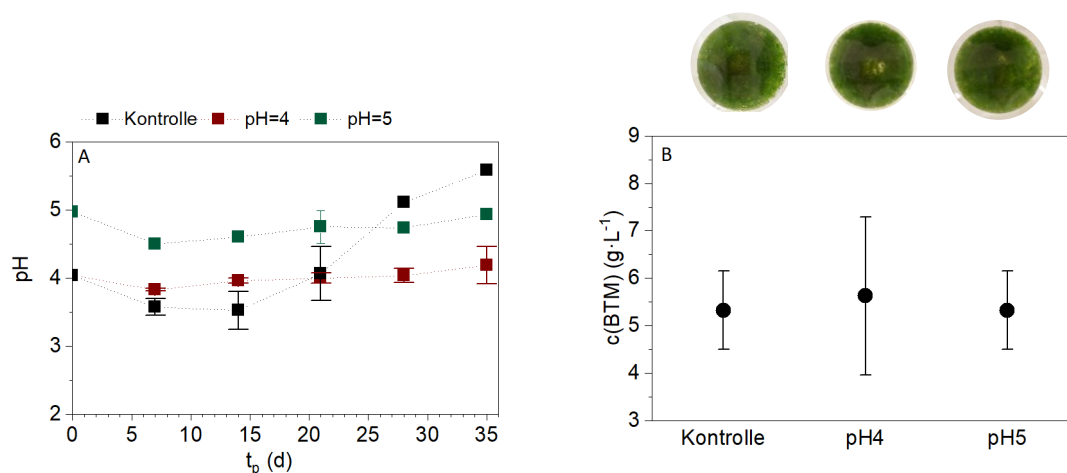 Kontrolle pH=4 pH=5
A
6
5
4
3
2
pH
0 5 10 15 20 25 30 35
t_p (d)
B
9
8
7
6
5
4
3
c(BTM) (g·L⁻¹)
Kontrolle pH4 pH5